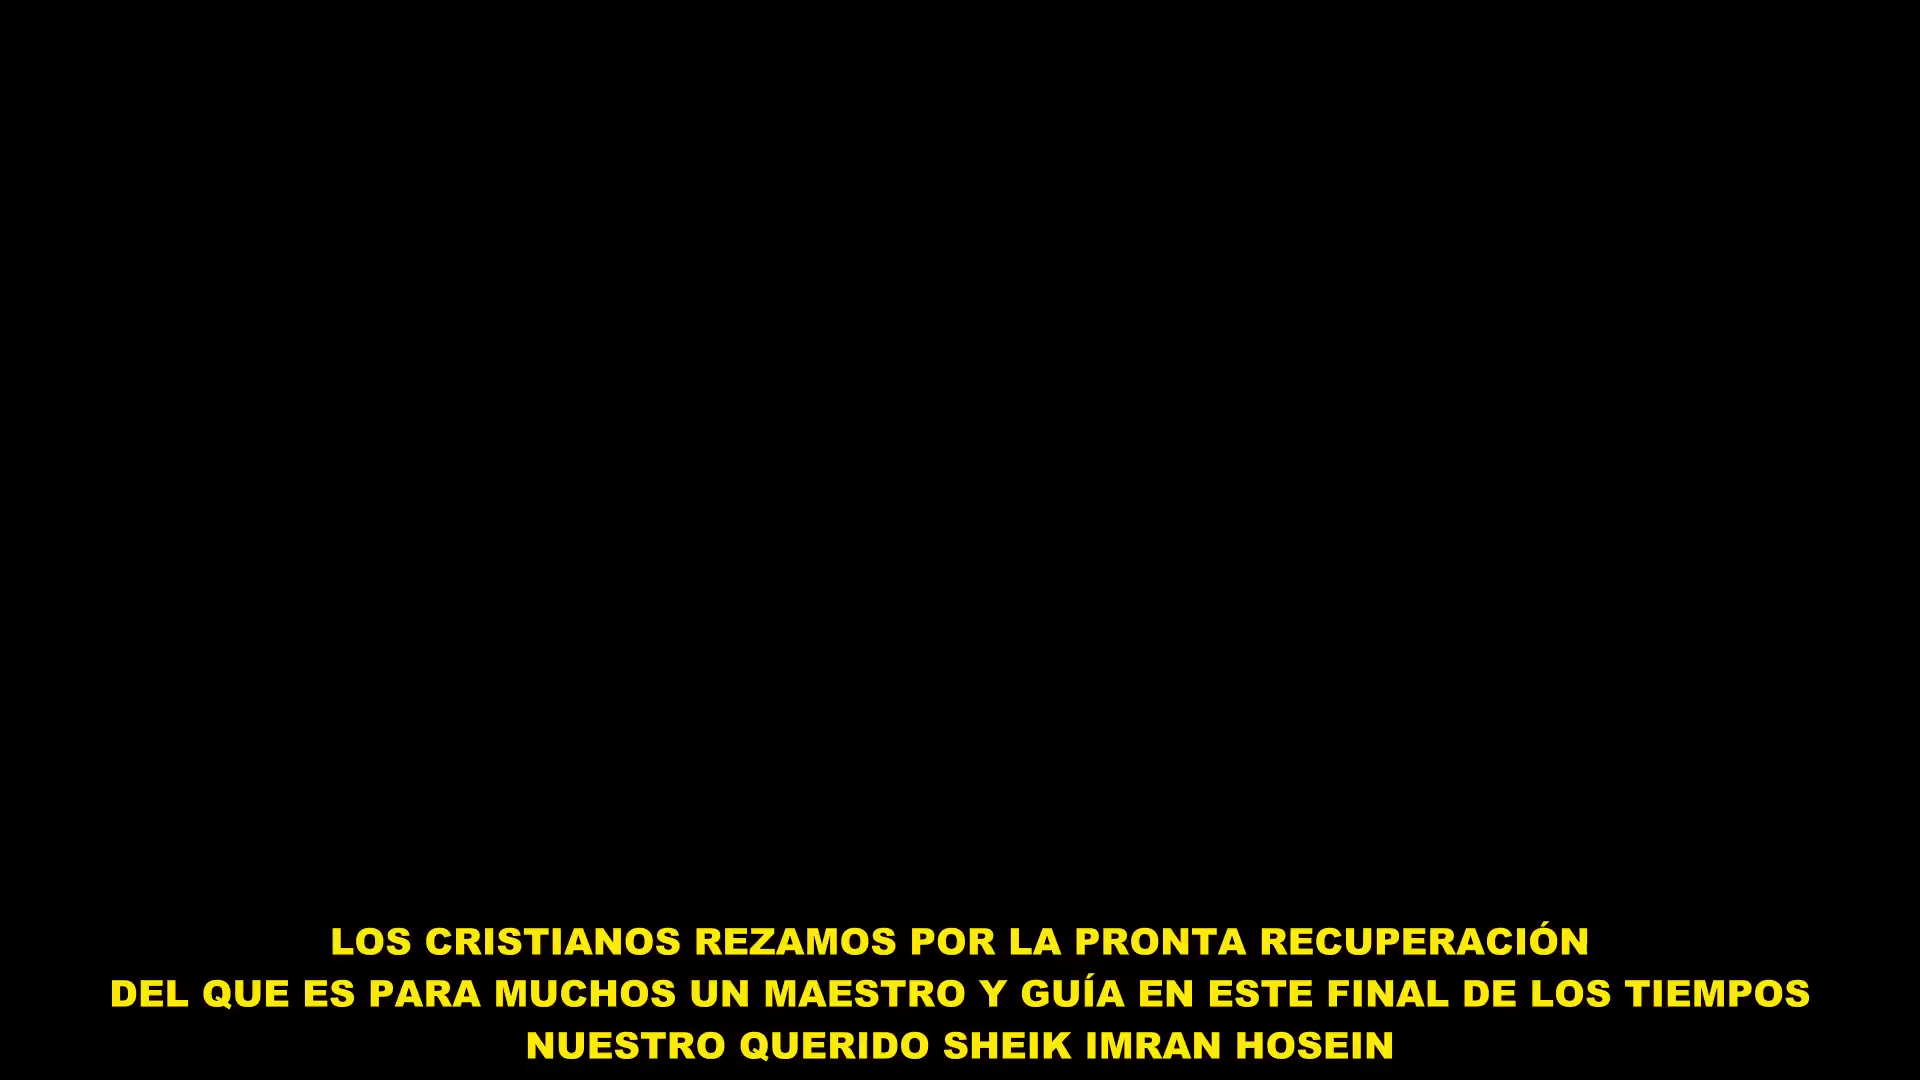 LOS CRISTIANOS REZAMOS POR LA PRONTA RECUPERACIÓN
DEL QUE ES PARA MUCHOS UN MAESTRO Y GUÍA EN ESTE FINAL DE LOS TIEMPOS
NUESTRO QUERIDO SHEIK IMRAN HOSEIN